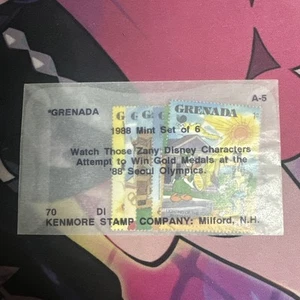 *GRENADA
A-5
GRENADA
1988 Mint Set of 6
Watch Those Zany Disney Characters
Attempt to Win Gold Medals at the
'88 Seoul Olympics.
70 DI
KENMORE STAMP COMPANY: Milford, N.H.